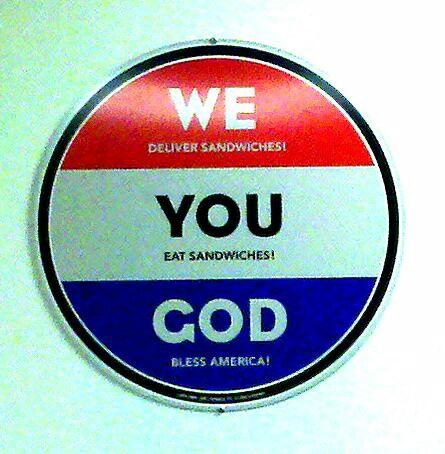 WE
DELIVER SANDWICHES!
YOU
EAT SANDWICHES!
GOD
BLESS AMERICA!